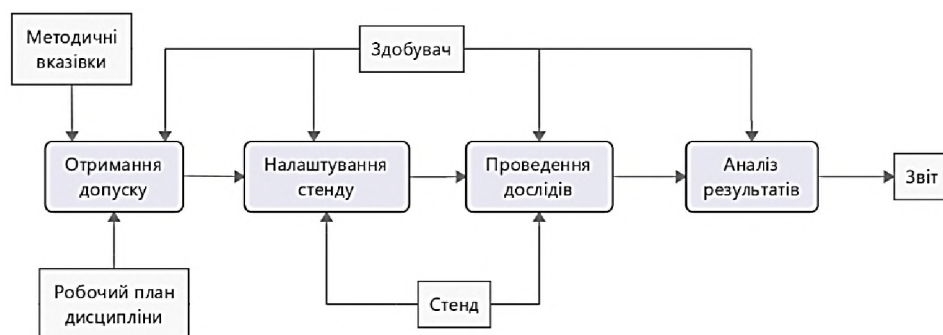 Методичні
вказівки
Здобувач
Отримання
допуску
Налаштування
стенду
Проведення
дослідів
Аналіз
результатів
Звіт
Робочий план
дисципліни
Стенд